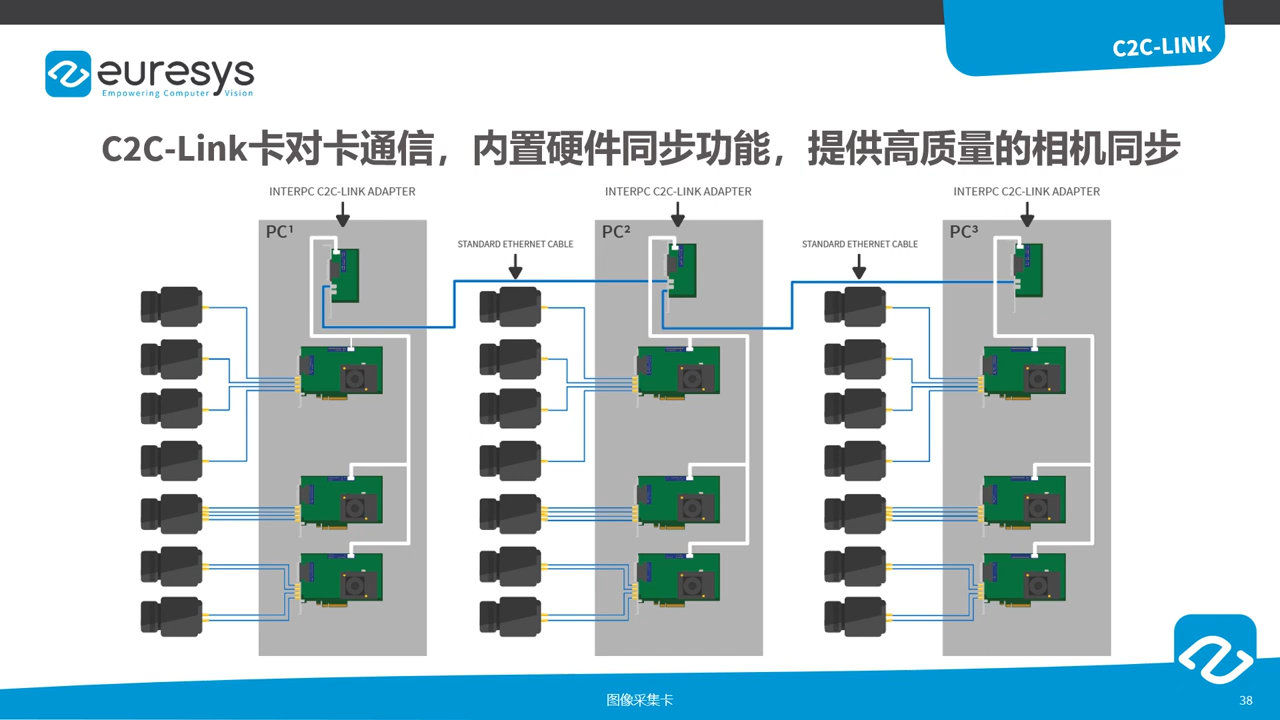 C2C-LINK
euresys
Empowering Computer Vision
C2C-Link卡对卡通信，内置硬件同步功能，提供高质量的相机同步
INTERPC C2C-LINK ADAPTER
INTERPC C2C-LINK ADAPTER
INTERPC C2C-LINK ADAPTER
PC¹
STANDARD ETHERNET CABLE
PC²
STANDARD ETHERNET CABLE
PC³
图像采集卡
38